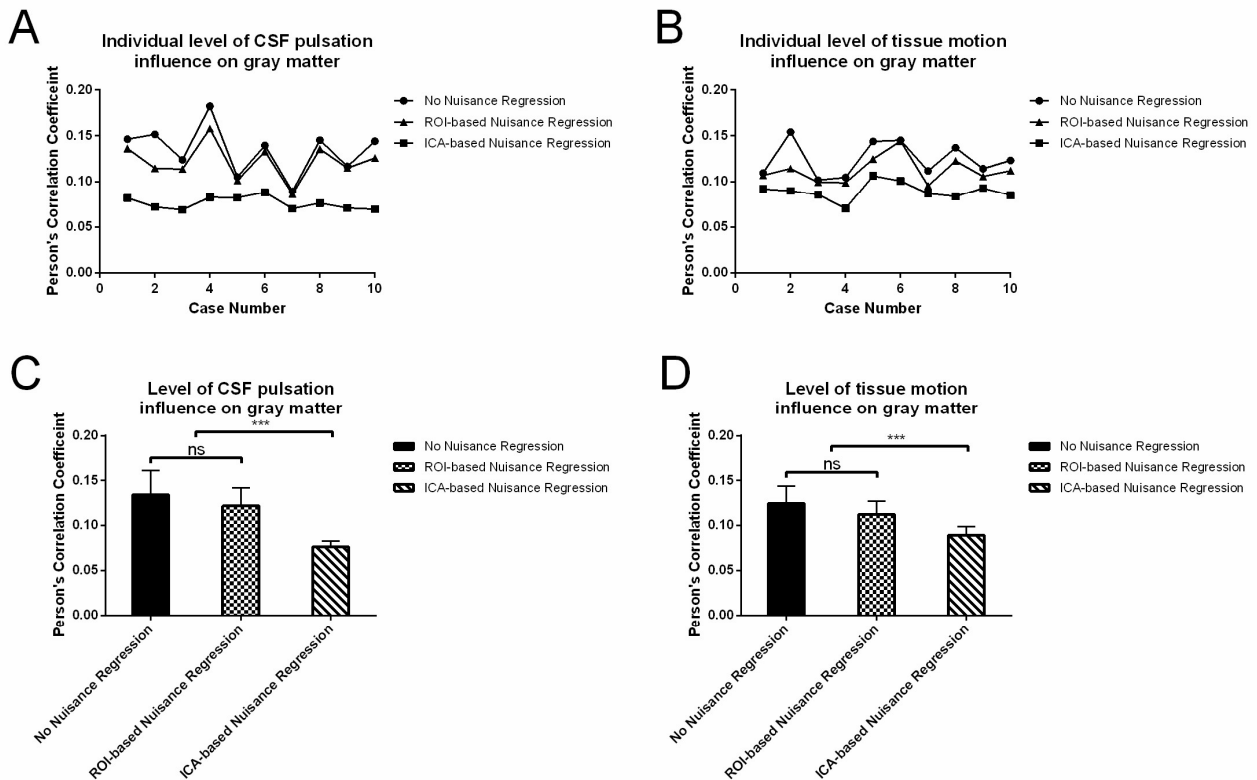 A
Individual level of CSF pulsation
influence on gray matter
Person's Correlation Coefficeint
0.20
0.15
0.10
0.05
0.00
0 2 4 6 8 10
Case Number
No Nuisance Regression
ROI-based Nuisance Regression
ICA-based Nuisance Regression
B
Individual level of tissue motion
influence on gray matter
Person's Correlation Coefficeint
0.20
0.15
0.10
0.05
0.00
0 2 4 6 8 10
Case Number
No Nuisance Regression
ROI-based Nuisance Regression
ICA-based Nuisance Regression
C
Level of CSF pulsation
influence on gray matter
Person's Correlation Coefficeint
0.20
0.15
0.10
0.05
0.00
***
ns
No Nuisance Regression
ROI-based Nuisance Regression
ICA-based Nuisance Regression
No Nuisance Regression
ROI-based Nuisance Regression
ICA-based Nuisance Regression
D
Level of tissue motion
influence on gray matter
Person's Correlation Coefficeint
0.20
0.15
0.10
0.05
0.00
***
ns
No Nuisance Regression
ROI-based Nuisance Regression
ICA-based Nuisance Regression
No Nuisance Regression
ROI-based Nuisance Regression
ICA-based Nuisance Regression